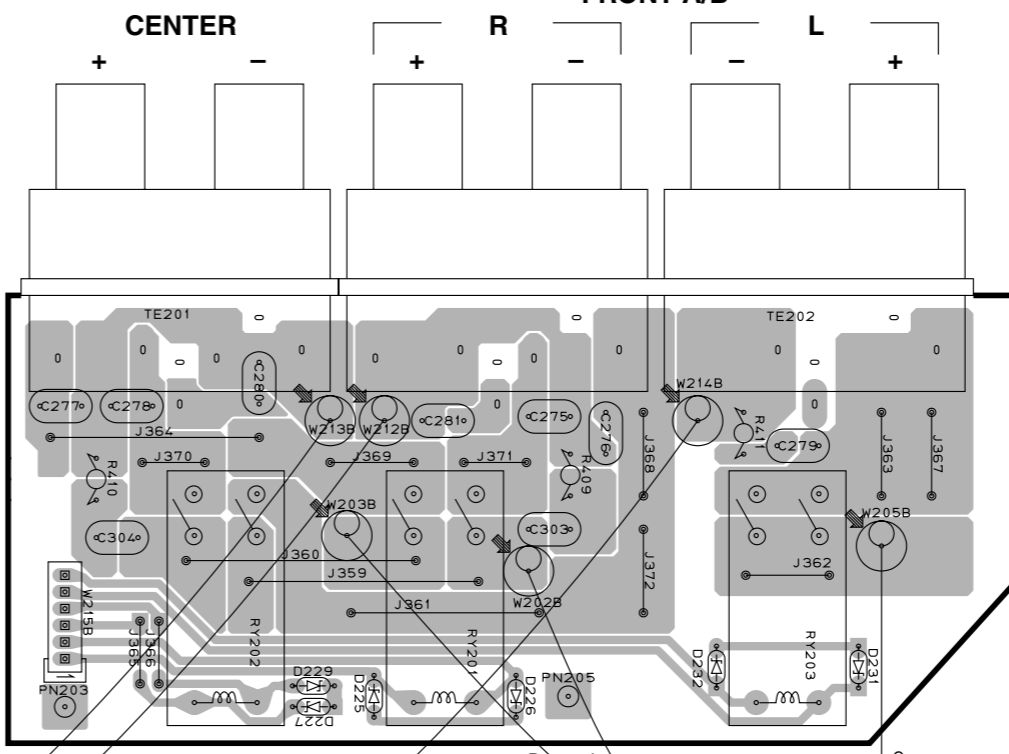 CENTER
R
L
+ −
+ −
− +
TE201
TE202
C280
W214B
C277
C278
W213B
W212B
C281
C275
C276
R411
C279
J364
J370
J369
J371
R410
R409
J368
J363
J367
W203B
W205B
C304
C303
J360
J359
J362
J372
W202B
J361
W215B
J365
J366
RY202
RY201
RY203
D229
D225
D226
D232
D231
PN203
1
D227
PN205